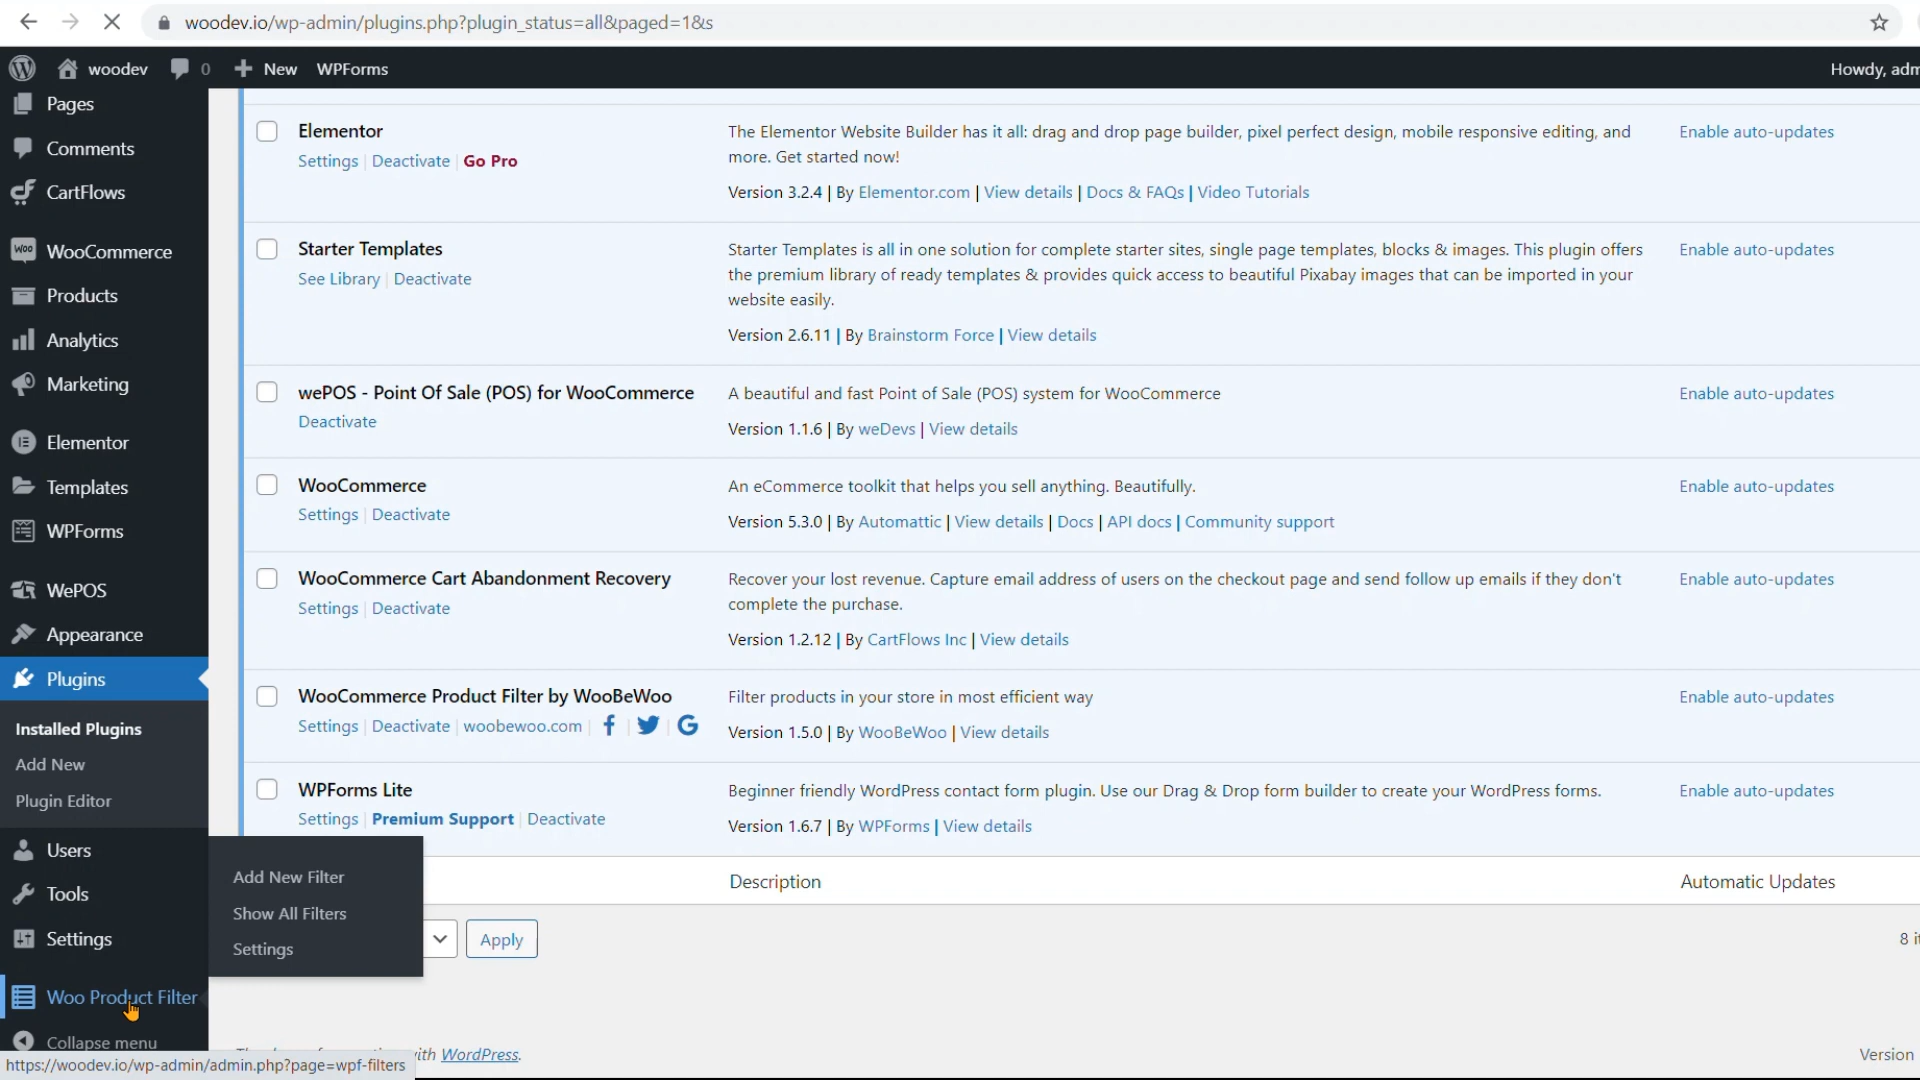 woodev.io/wp-admin/plugins.php?plugin_status=all&paged=1&s
woodev 0 New WPForms Howdy, adm
Pages
Comments
CartFlows
WooCommerce
Products
Analytics
Marketing
Elementor
Templates
WPForms
WePOS
Appearance
Plugins
Installed Plugins
Add New
Plugin Editor
Users
Tools
Settings
Woo Product Filter
Collapse menu
Add New Filter
Show All Filters
Settings
Elementor
Settings | Deactivate | Go Pro
The Elementor Website Builder has it all: drag and drop page builder, pixel perfect design, mobile responsive editing, and
more. Get started now!
Version 3.2.4 | By Elementor.com | View details | Docs & FAQs | Video Tutorials
Enable auto-updates
Starter Templates
See Library | Deactivate
Starter Templates is all in one solution for complete starter sites, single page templates, blocks & images. This plugin offers
the premium library of ready templates & provides quick access to beautiful Pixabay images that can be imported in your
website easily.
Version 2.6.11 | By Brainstorm Force | View details
Enable auto-updates
wePOS - Point Of Sale (POS) for WooCommerce
Deactivate
A beautiful and fast Point of Sale (POS) system for WooCommerce
Version 1.1.6 | By weDevs | View details
Enable auto-updates
WooCommerce
Settings | Deactivate
An eCommerce toolkit that helps you sell anything. Beautifully.
Version 5.3.0 | By Automattic | View details | Docs | API docs | Community support
Enable auto-updates
WooCommerce Cart Abandonment Recovery
Settings | Deactivate
Recover your lost revenue. Capture email address of users on the checkout page and send follow up emails if they don't
complete the purchase.
Version 1.2.12 | By CartFlows Inc | View details
Enable auto-updates
WooCommerce Product Filter by WooBeWoo
Settings | Deactivate | woobewoo.com
Filter products in your store in most efficient way
Version 1.5.0 | By WooBeWoo | View details
Enable auto-updates
WPForms Lite
Settings | Premium Support | Deactivate
Beginner friendly WordPress contact form plugin. Use our Drag & Drop form builder to create your WordPress forms.
Version 1.6.7 | By WPForms | View details
Enable auto-updates
Description Automatic Updates
Apply
8 it
with WordPress.
Version
https://woodev.io/wp-admin/admin.php?page=wpf-filters